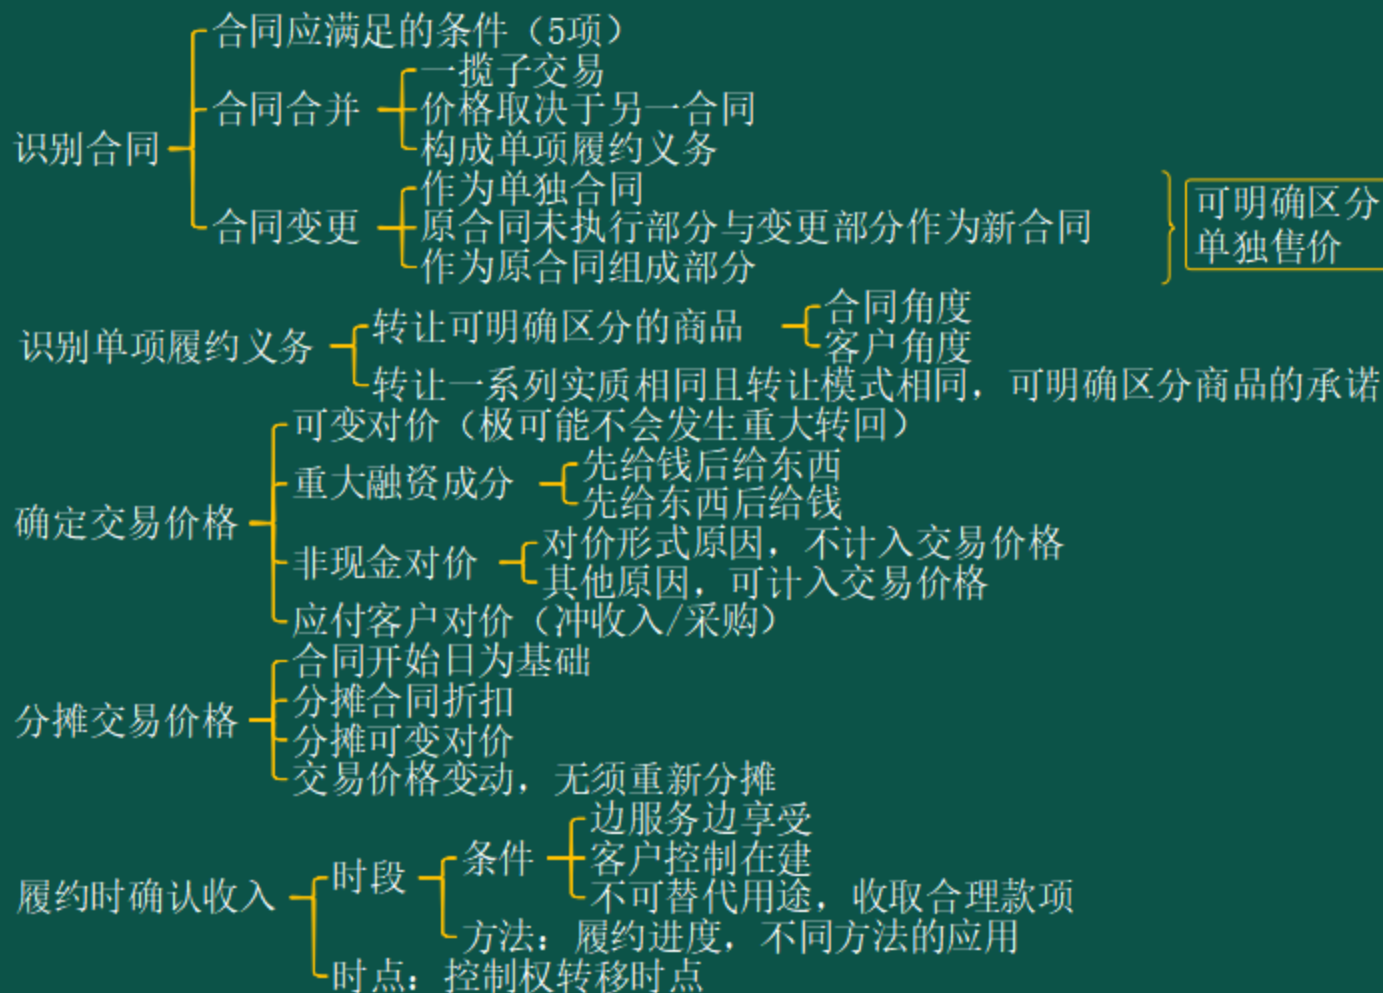 合同应满足的条件（5项）
一揽子交易
合同合并
价格取决于另一合同
识别合同
构成单项履约义务
作为单独合同
合同变更
原合同未执行部分与变更部分作为新合同
作为原合同组成部分
可明确区分
单独售价
识别单项履约义务
转让可明确区分的商品
合同角度
客户角度
转让一系列实质相同且转让模式相同，可明确区分商品的承诺
可变对价（极可能不会发生重大转回）
重大融资成分
先给钱后给东西
先给东西后给钱
确定交易价格
非现金对价
对价形式原因，不计入交易价格
其他原因，可计入交易价格
应付客户对价（冲收入/采购）
合同开始日为基础
分摊合同折扣
分摊交易价格
分摊可变对价
交易价格变动，无须重新分摊
边服务边享受
条件
客户控制在建
时段
不可替代用途，收取合理款项
履约时确认收入
方法：履约进度，不同方法的应用
时点：控制权转移时点